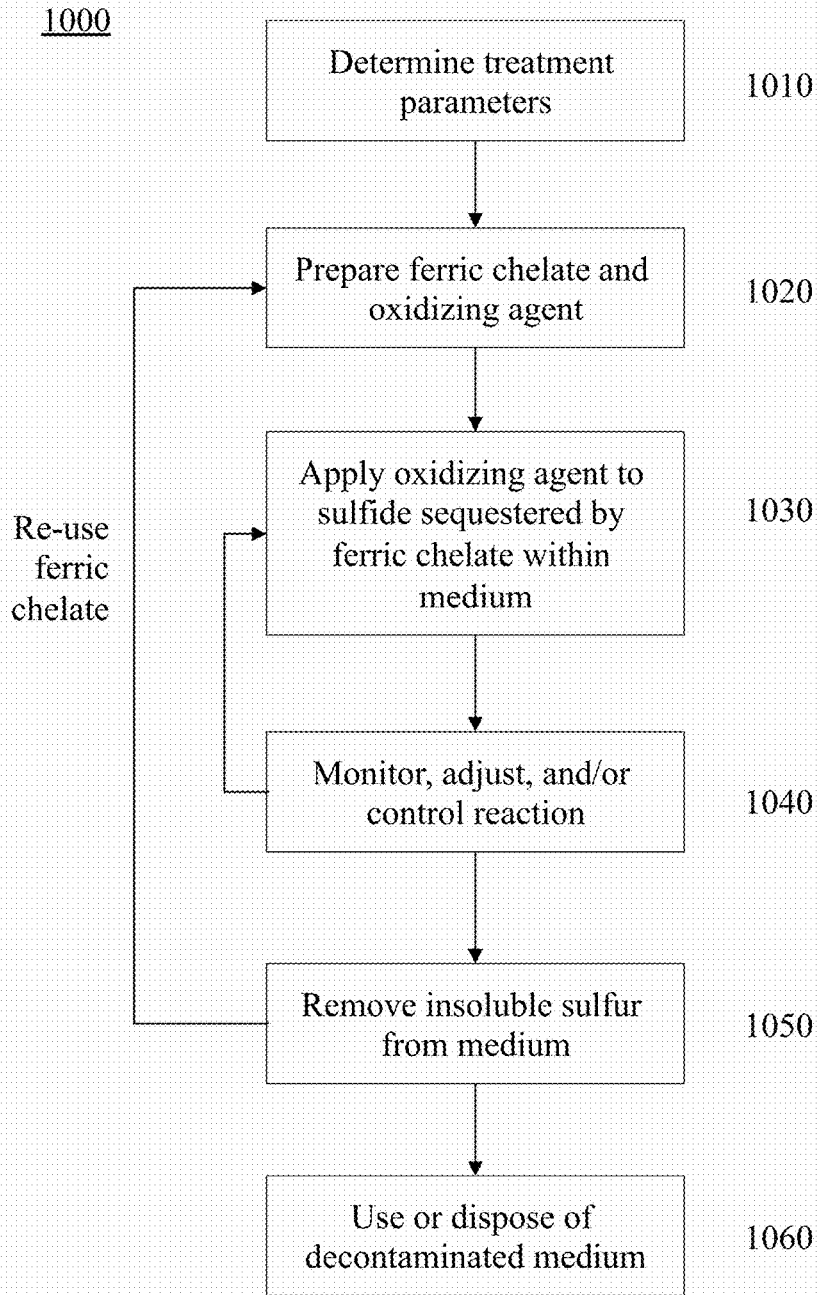 1000
Determine treatment
parameters
1010
Prepare ferric chelate and
oxidizing agent
1020
Apply oxidizing agent to
sulfide sequestered by
ferric chelate within
medium
1030
Re-use
ferric
chelate
Monitor, adjust, and/or
control reaction
1040
Remove insoluble sulfur
from medium
1050
Use or dispose of
decontaminated medium
1060